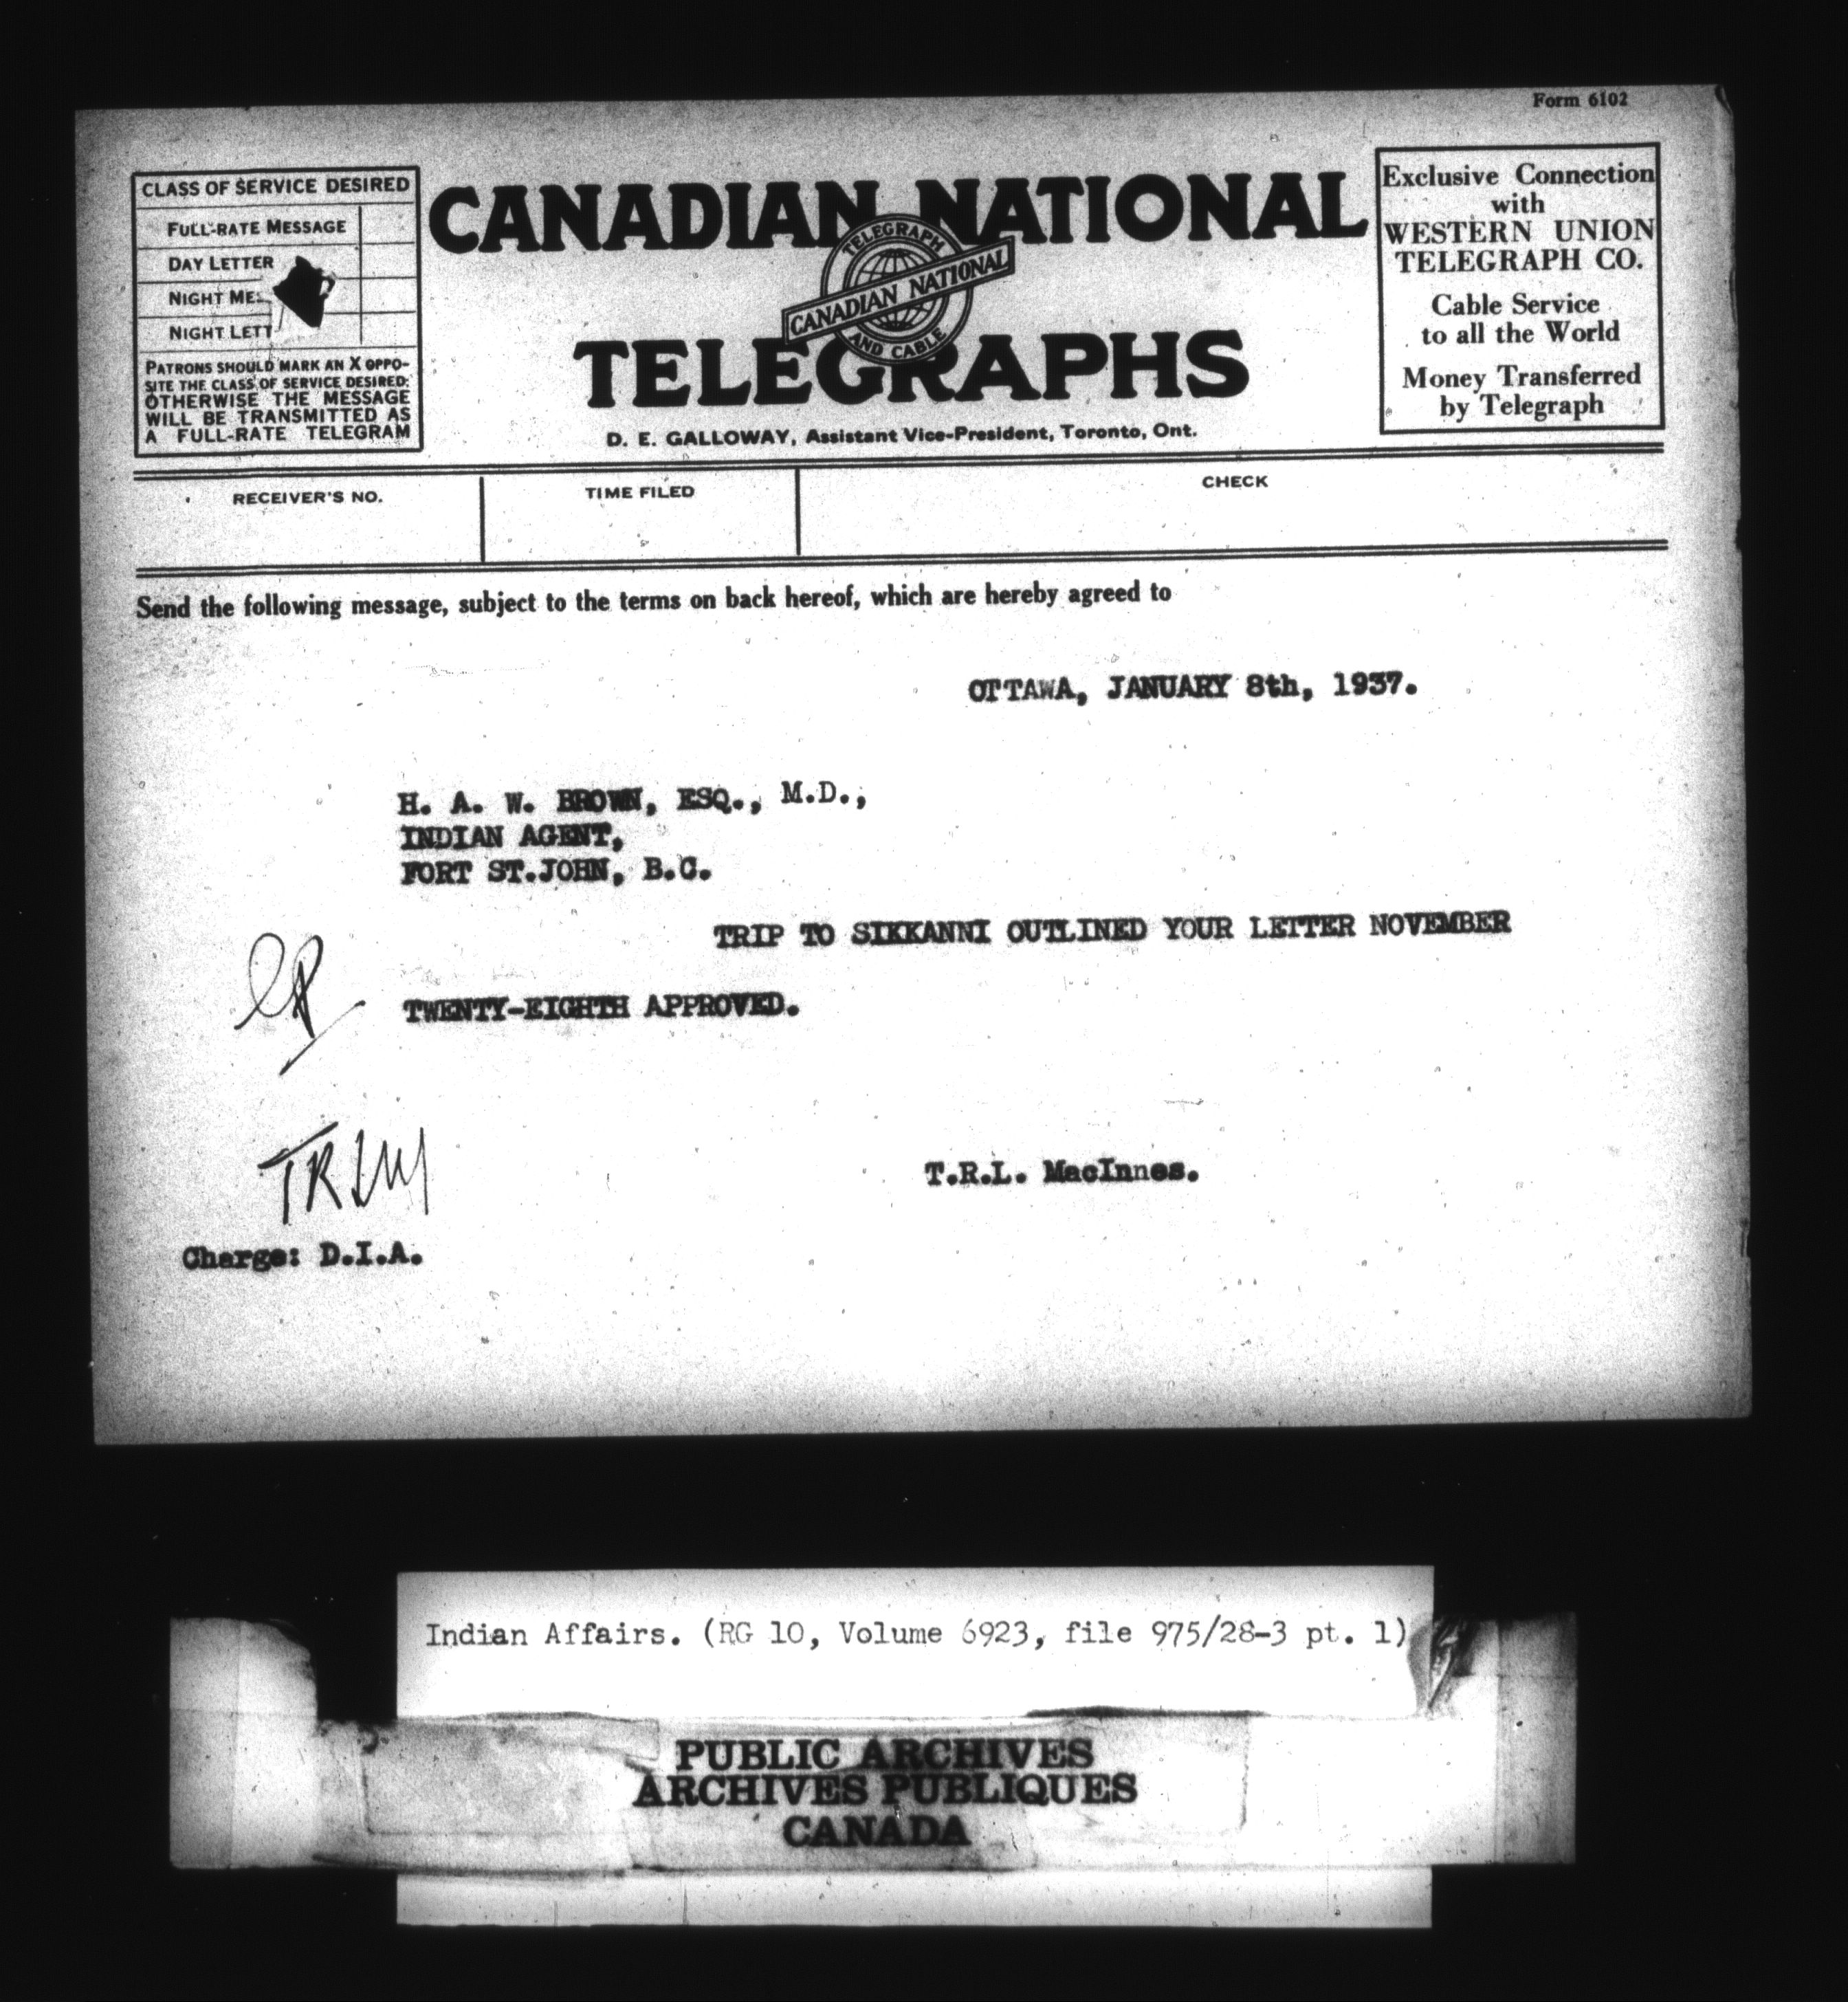 Form 6102
CLASS OF SERVICE DESIRED
FULL-RATE MESSAGE
DAY LETTER
NIGHT MES
NIGHT LETT
PATRONS SHOULD MARK AN X OPPO-
SITE THE CLASS OF SERVICE DESIRED;
OTHERWISE THE MESSAGE
WILL BE TRANSMITTED AS
A FULL-RATE TELEGRAM
CANADIAN NATIONAL
TELEGRAPH
CANADIAN NATIONAL
AND CABLE
TELEGRAPHS
D. E. GALLOWAY, Assistant Vice-President, Toronto, Ont.
Exclusive Connection
with
WESTERN UNION
TELEGRAPH CO.
Cable Service
to all the World
Money Transferred
by Telegraph
RECEIVER'S NO.
TIME FILED
CHECK
Send the following message, subject to the terms on back hereof, which are hereby agreed to
OTTAWA, JANUARY 8th, 1937.
H. A. W. BROWN, ESQ., M.D.,
INDIAN AGENT,
FORT ST.JOHN, B.C.
TRIP TO SIKKANNI OUTLINED YOUR LETTER NOVEMBER
TWENTY-EIGHTH APPROVED.
TRLM
T.R.L. MacInnes.
Charge: D.I.A.
Indian Affairs. (RG 10, Volume 6923, file 975/28-3 pt. 1)
PUBLIC ARCHIVES
ARCHIVES PUBLIQUES
CANADA